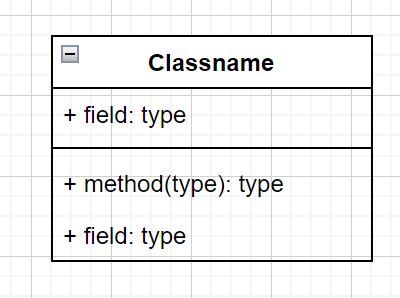 Classname
+ field: type
+ method(type): type
+ field: type